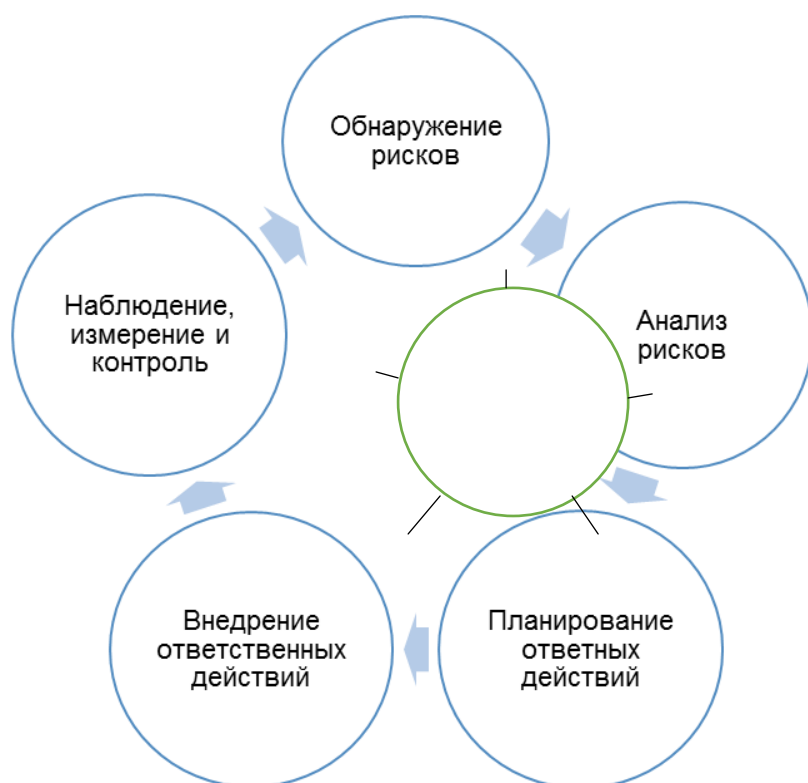 Обнаружение
рисков
Анализ
рисков
Планирование
ответных
действий
Внедрение
ответственных
действий
Наблюдение,
измерение и
контроль